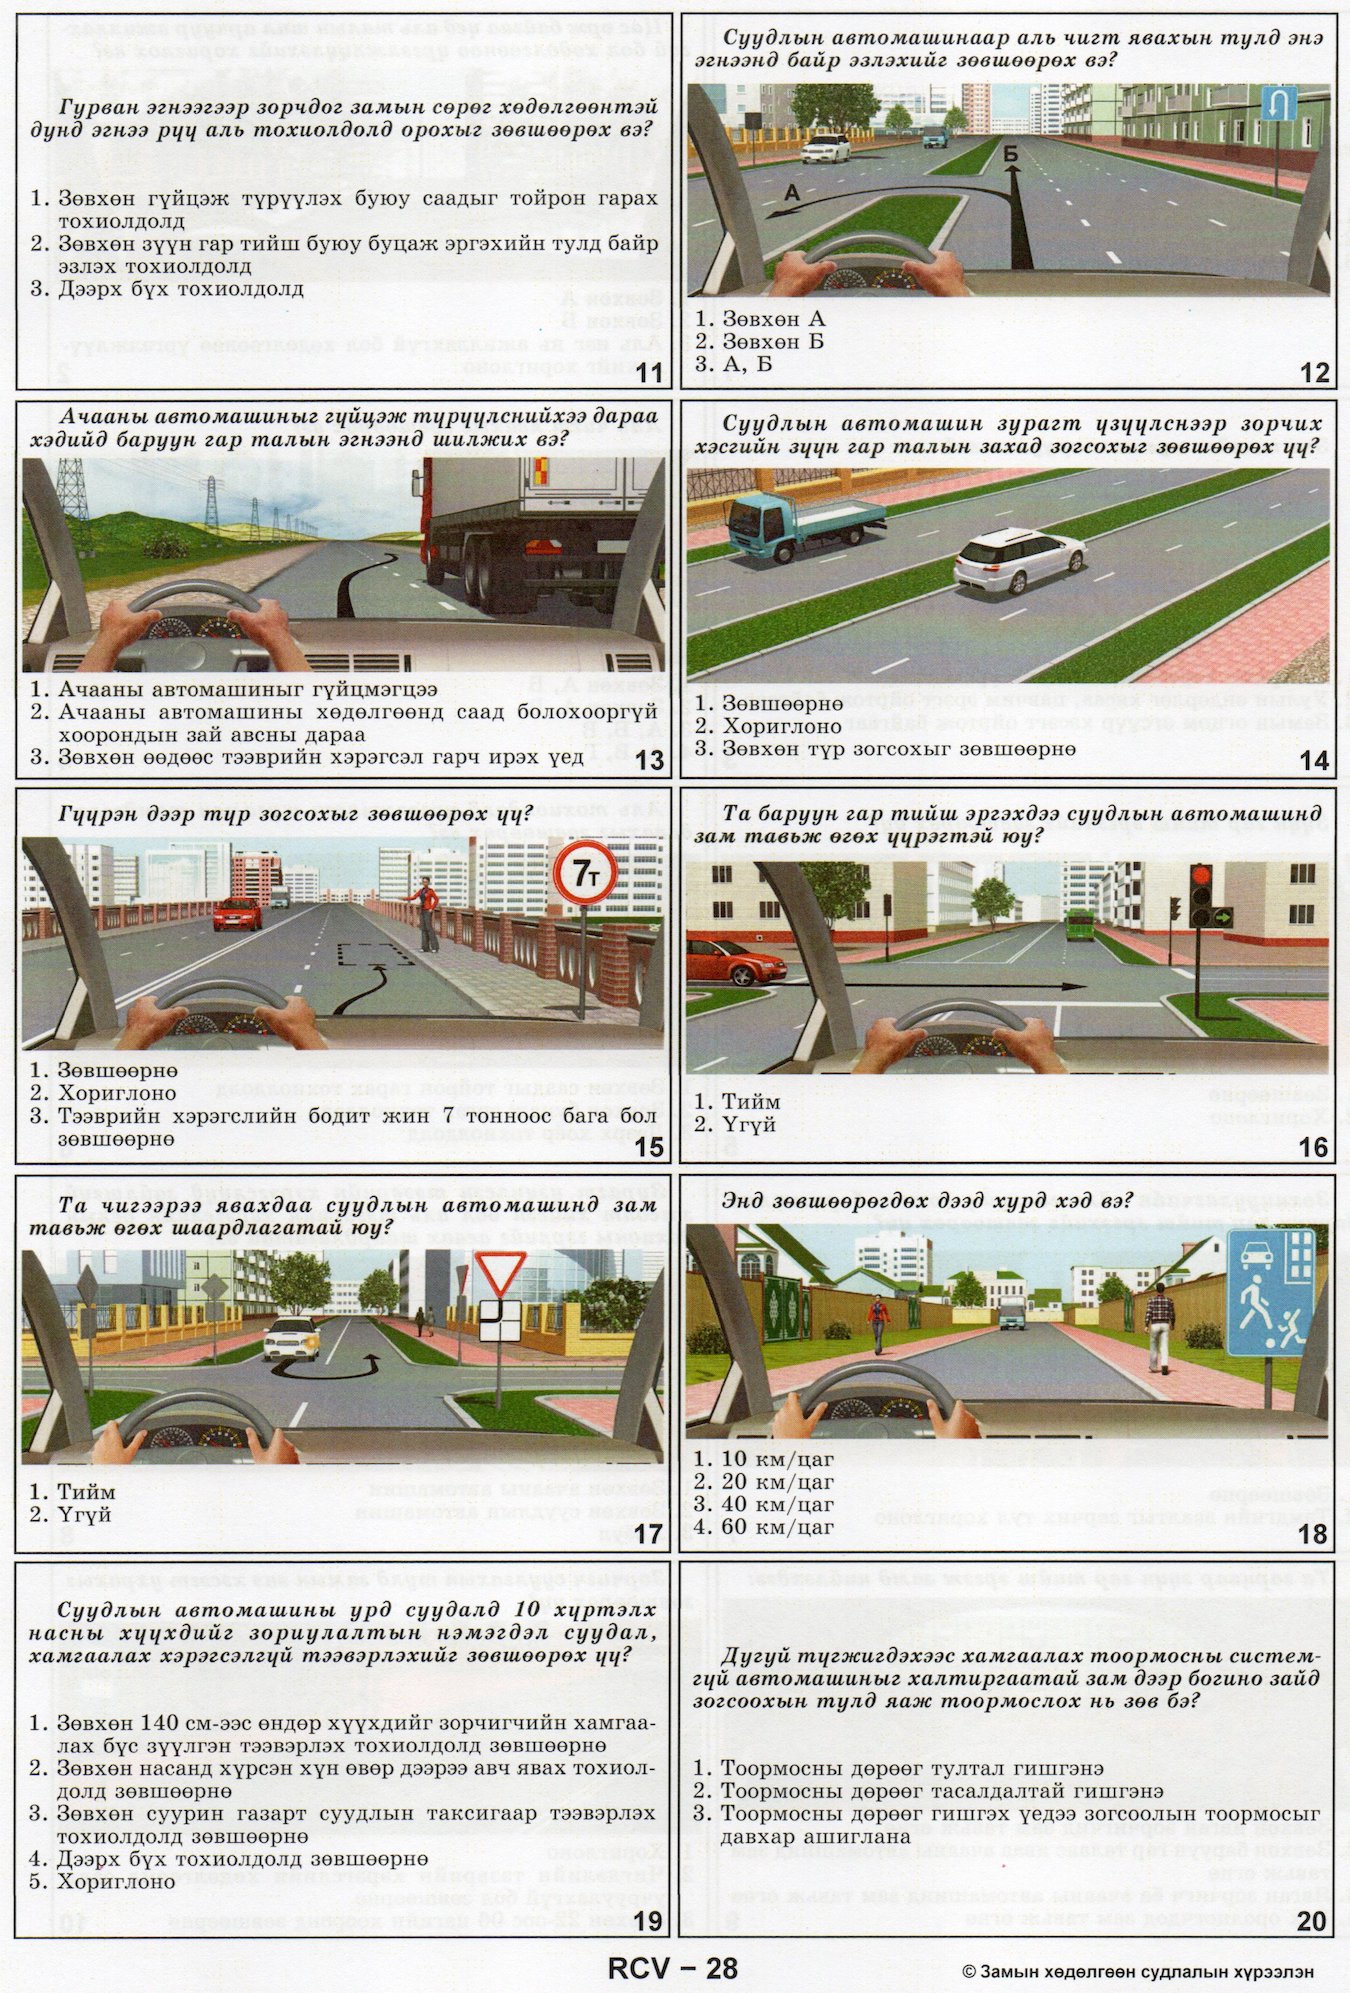 Гурван эгнээгээр зорчдог замын сөрөг хөдөлгөөнтэй
дунд эгнээ рүү аль тохиолдолд орохыг зөвшөөрөх вэ?
1. Зөвхөн гүйцэж түрүүлэх буюу саадыг тойрон гарах
тохиолдолд
2. Зөвхөн зүүн гар тийш буюу буцаж эргэхийн тулд байр
эзлэх тохиолдолд
3. Дээрх бүх тохиолдолд
11
Суудлын автомашинаар аль чигт явахын тулд энэ
эгнээнд байр эзлэхийг зөвшөөрөх вэ?
А
Б
1. Зөвхөн А
2. Зөвхөн Б
3. А, Б
12
Ачааны автомашиныг гүйцэж түрүүлснийхээ дараа
хэдийд баруун гар талын эгнээнд шилжих вэ?
1. Ачааны автомашиныг гүйцмэгцээ
2. Ачааны автомашины хөдөлгөөнд саад болохооргүй
хоорондын зай авсны дараа
3. Зөвхөн өөдөөс тээврийн хэрэгсэл гарч ирэх үед
13
Суудлын автомашин зурагт үзүүлснээр зорчих
хэсгийн зүүн гар талын захад зогсохыг зөвшөөрөх үү?
1. Зөвшөөрнө
2. Хориглоно
3. Зөвхөн түр зогсохыг зөвшөөрнө
14
Гүүрэн дээр түр зогсохыг зөвшөөрөх үү?
7т
1. Зөвшөөрнө
2. Хориглоно
3. Тээврийн хэрэгслийн бодит жин 7 тонноос бага бол
зөвшөөрнө
15
Та баруун гар тийш эргэхдээ суудлын автомашинд
зам тавьж өгөх үүрэгтэй юу?
1. Тийм
2. Үгүй
16
Та чигээрээ явахдаа суудлын автомашинд зам
тавьж өгөх шаардлагатай юу?
1. Тийм
2. Үгүй
17
Энд зөвшөөрөгдөх дээд хурд хэд вэ?
1. 10 км/цаг
2. 20 км/цаг
3. 40 км/цаг
4. 60 км/цаг
18
Суудлын автомашины урд суудалд 10 хүртэлх
насны хүүхдийг зориулалтын нэмэгдэл суудал,
хамгаалах хэрэгсэлгүй тээвэрлэхийг зөвшөөрөх үү?
1. Зөвхөн 140 см-ээс өндөр хүүхдийг зорчигчийн хамгаа-
лах бүс зүүлгэн тээвэрлэх тохиолдолд зөвшөөрнө
2. Зөвхөн насанд хүрсэн хүн өвөр дээрээ авч явах тохиол-
долд зөвшөөрнө
3. Зөвхөн суурин газарт суудлын таксигаар тээвэрлэх
тохиолдолд зөвшөөрнө
4. Дээрх бүх тохиолдолд зөвшөөрнө
5. Хориглоно
19
Дугуй түгжигдэхээс хамгаалах тоормосны систем-
гүй автомашиныг халтиргаатай зам дээр богино зайд
зогсоохын тулд яаж тоормослох нь зөв бэ?
1. Тоормосны дөрөөг тултал гишгэнэ
2. Тоормосны дөрөөг тасалдалтай гишгэнэ
3. Тоормосны дөрөөг гишгэх үедээ зогсоолын тоормосыг
давхар ашиглана
20
RCV – 28
© Замын хөдөлгөөн судлалын хүрээлэн